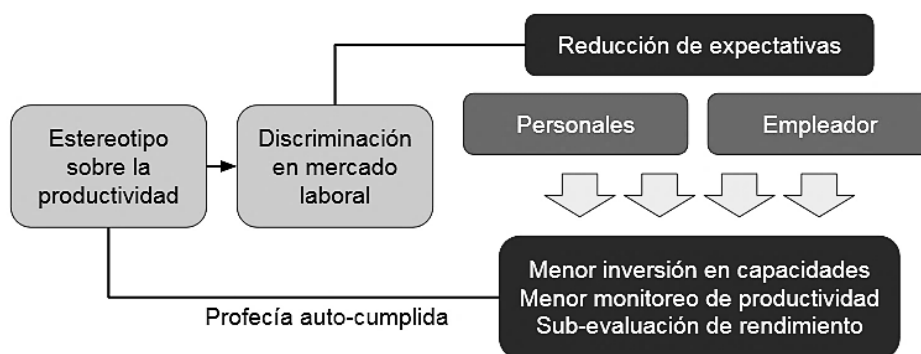 Reducción de expectativas
Personales
Empleador
Estereotipo
sobre la
productividad
Discriminación
en mercado
laboral
Menor inversión en capacidades
Menor monitoreo de productividad
Sub-evaluación de rendimiento
Profecía auto-cumplida